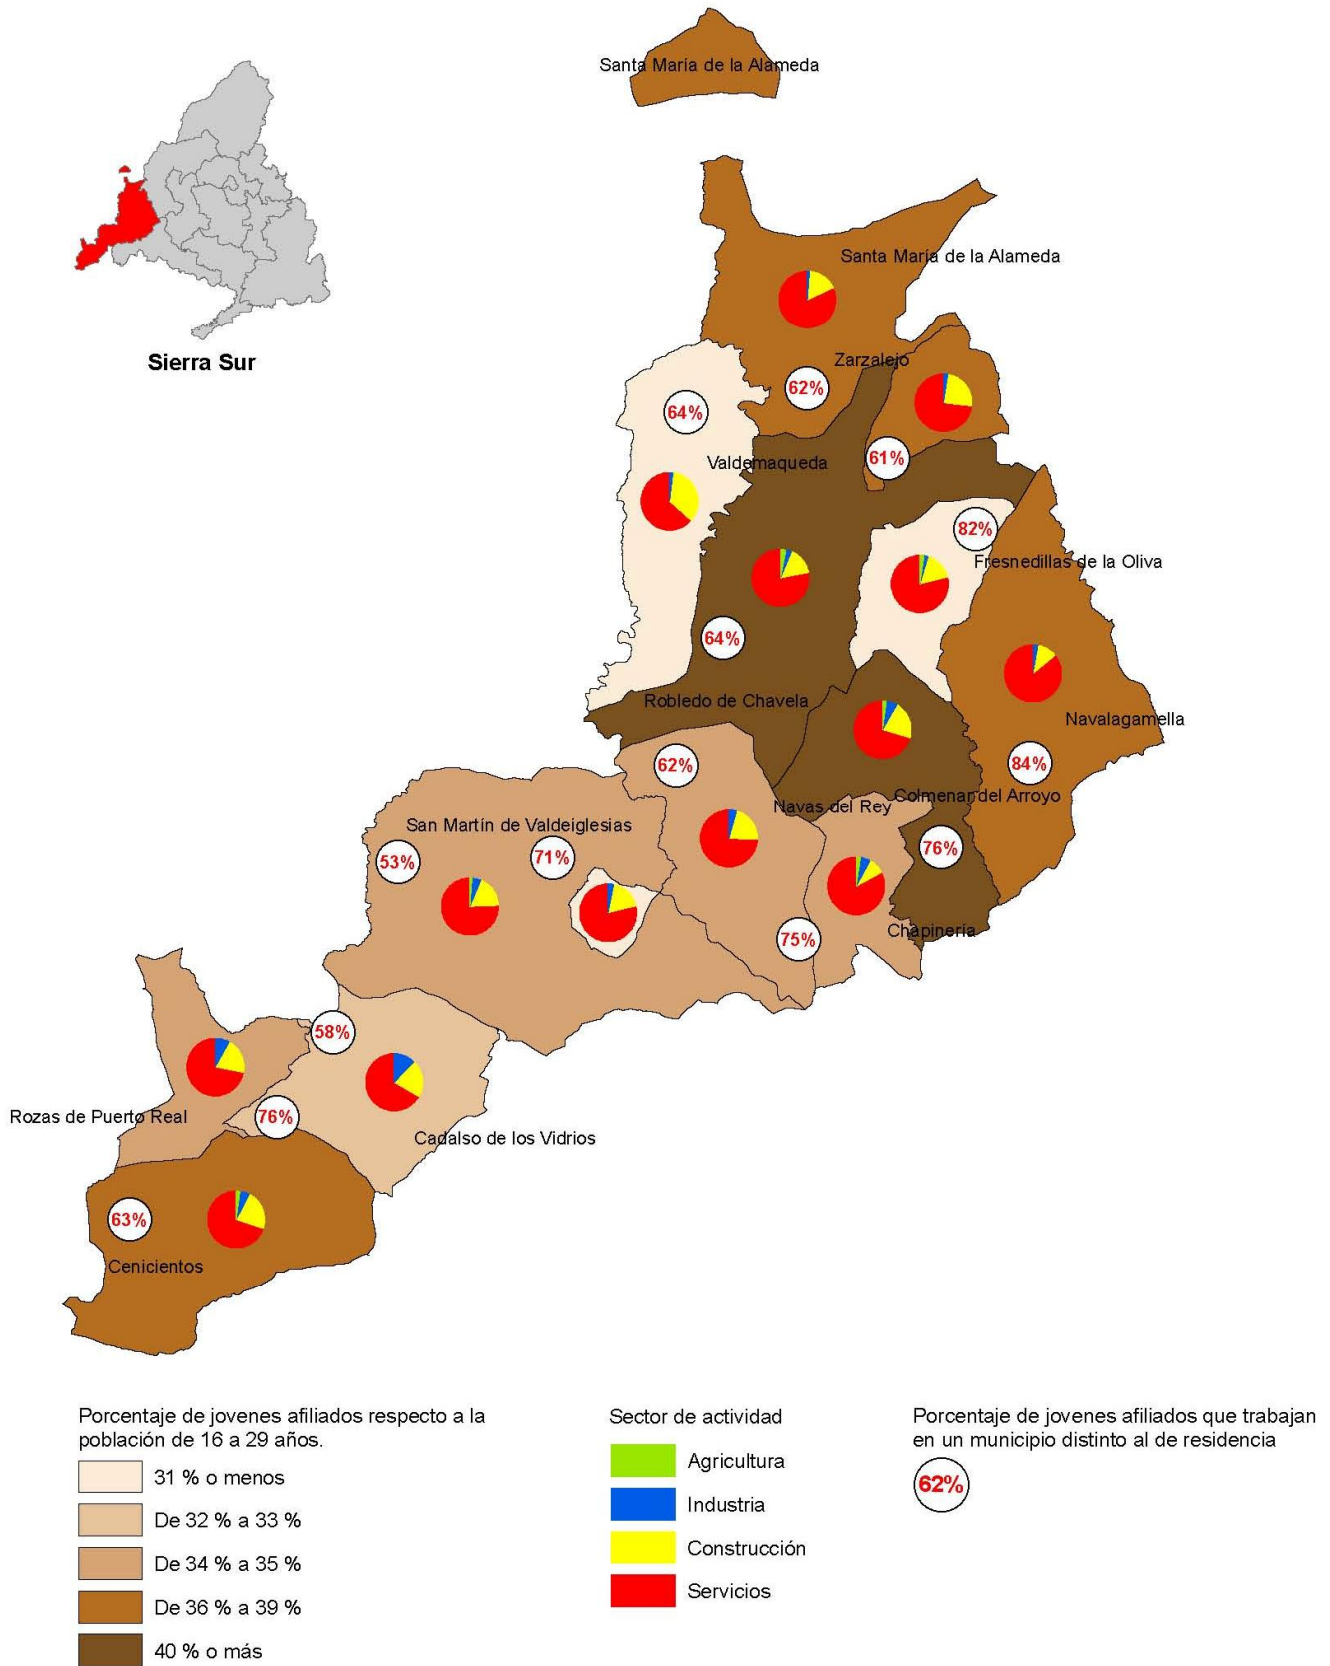 Santa María de la Alameda
Sierra Sur
Santa María de la Alameda
Zarzalejo
62%
64%
Valdemaqueda
61%
82%
Fresnedillas de la Oliva
64%
Robledo de Chavela
Navalagamella
62%
84%
Navas del Rey
Colmenar del Arroyo
San Martín de Valdeiglesias
53%
71%
76%
75%
Chapinería
58%
Rozas de Puerto Real
76%
Cadalso de los Vidrios
63%
Cenicientos
Porcentaje de jovenes afiliados respecto a la
población de 16 a 29 años.
31 % o menos
De 32 % a 33 %
De 34 % a 35 %
De 36 % a 39 %
40 % o más
Sector de actividad
Agricultura
Industria
Construcción
Servicios
Porcentaje de jovenes afiliados que trabajan
en un municipio distinto al de residencia
62%